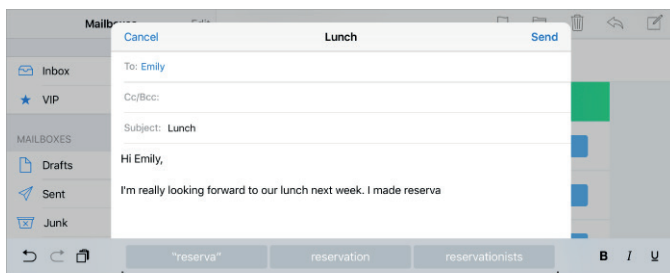 Mailboxes Edit
Cancel Lunch Send
To: Emily
Inbox
Cc/Bcc:
VIP
Subject: Lunch
MAILBOXES
Hi Emily,
Drafts
I'm really looking forward to our lunch next week. I made reserva
Sent
Junk
"reserva" reservation reservationists B I U